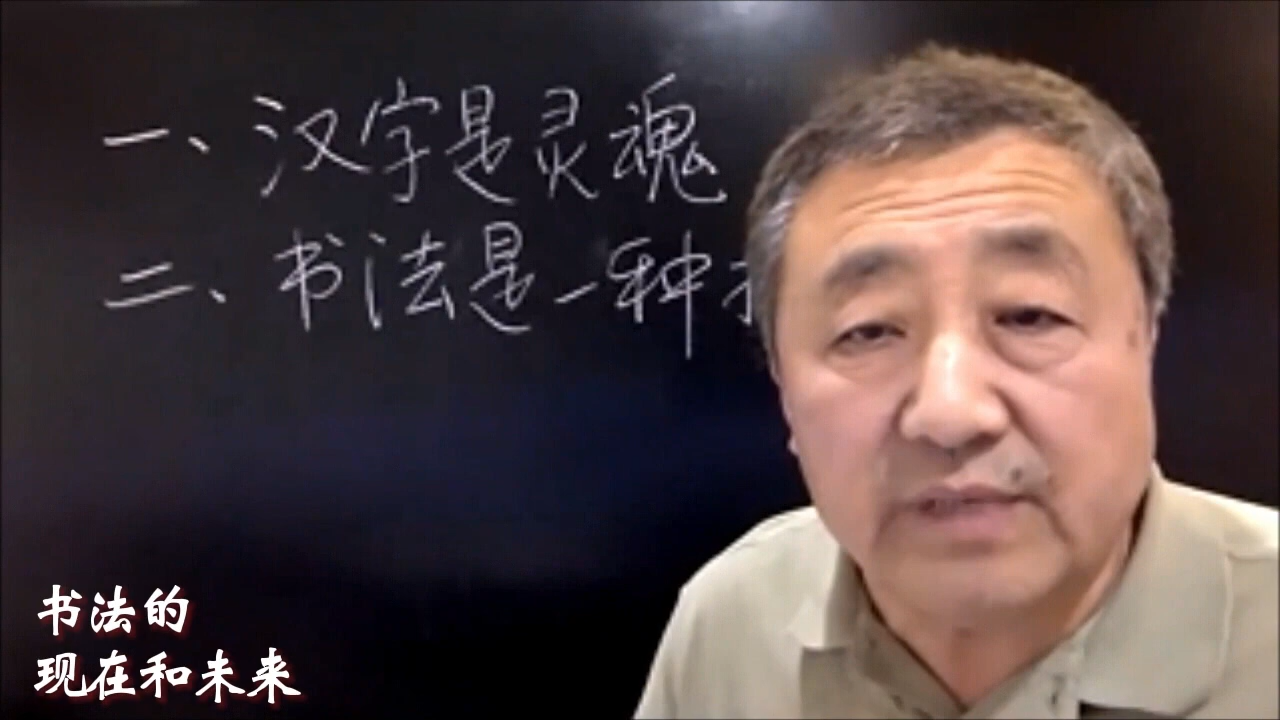 一、汉字是灵魂
二、书法是一种
书法的
现在和未来